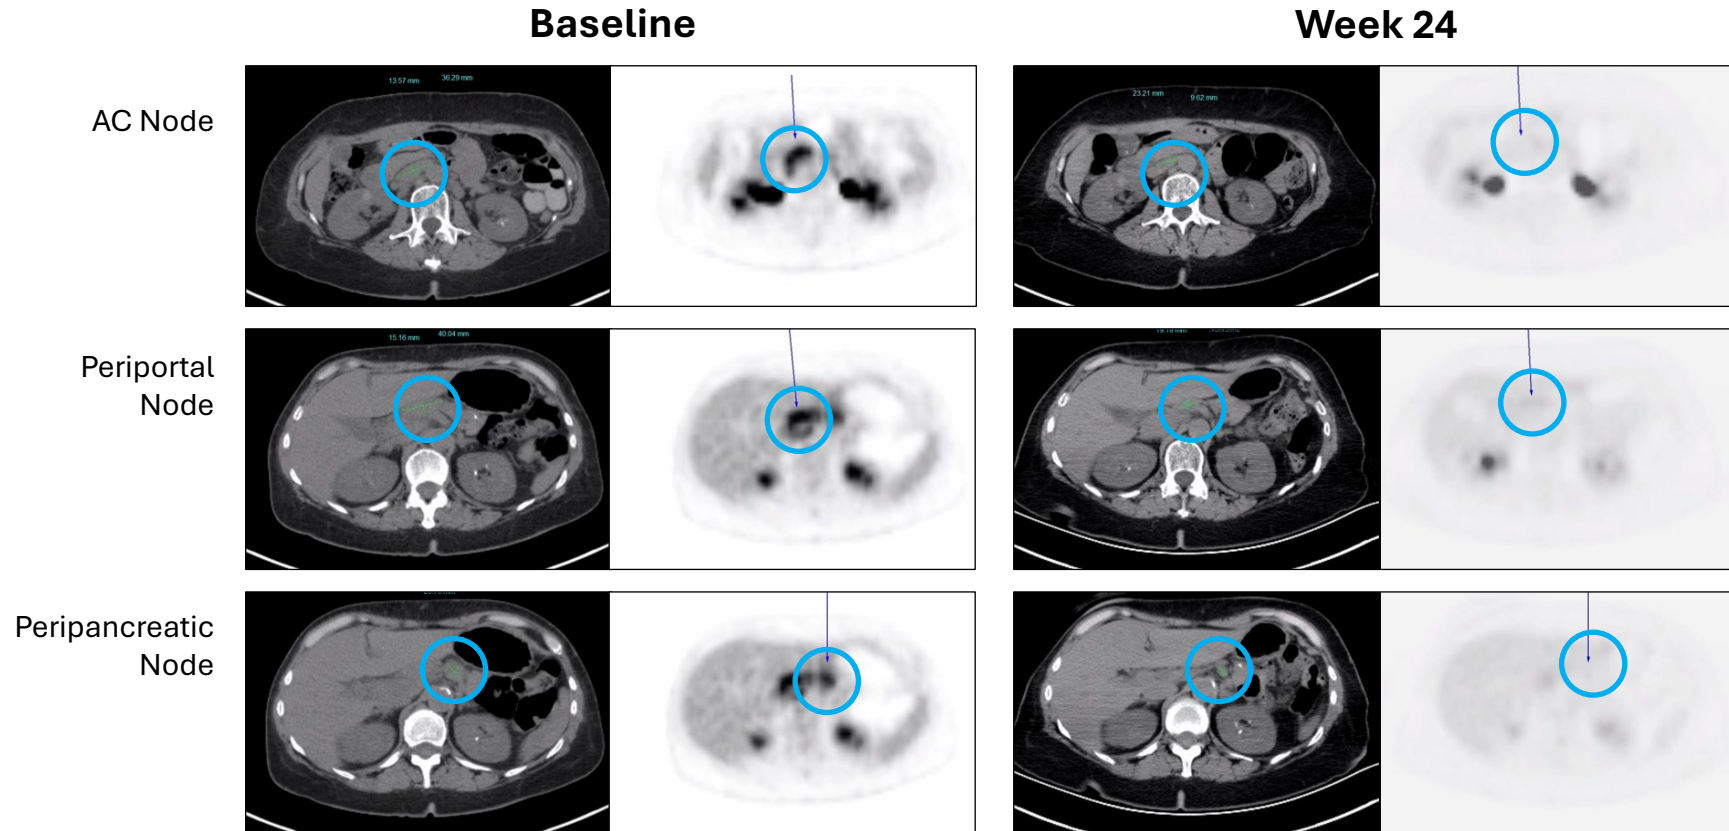 Baseline
Week 24
AC Node
13.57 mm
36.29 mm
23.21 mm
9.62 mm
Periportal
Node
15.16 mm
40.04 mm
Peripancreatic
Node